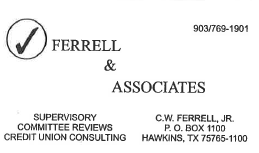 903/769-1901
FERRELL
&
ASSOCIATES
SUPERVISORY
COMMITTEE REVIEWS
CREDIT UNION CONSULTING
C.W. FERRELL, JR.
P. O. BOX 1100
HAWKINS, TX 75765-1100